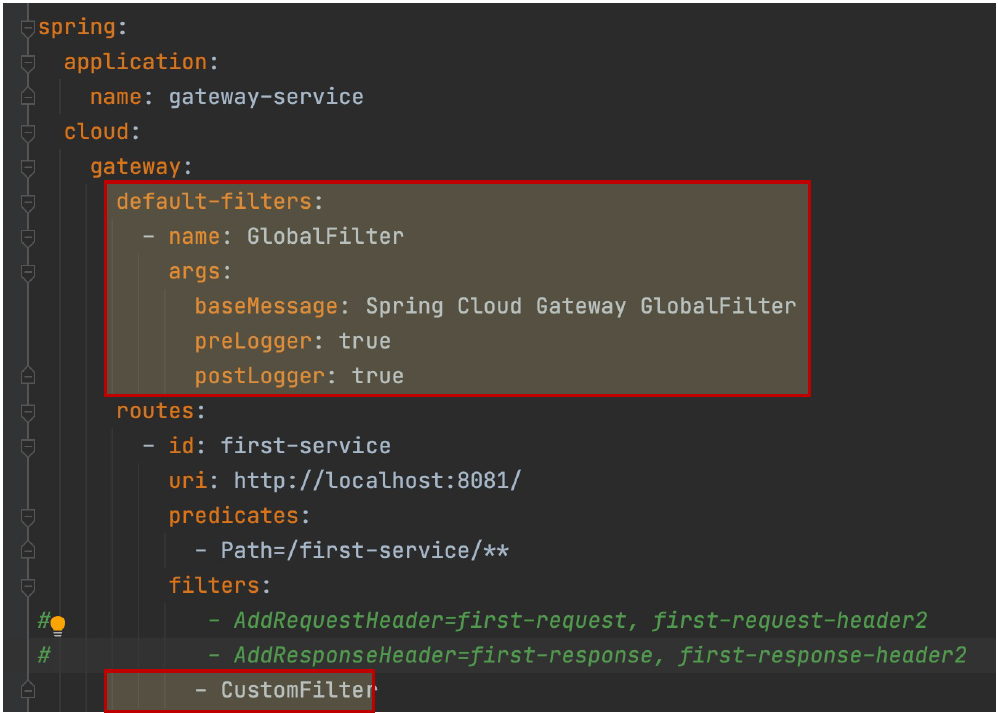 spring:
application:
name: gateway-service
cloud:
gateway:
default-filters:
- name: GlobalFilter
args:
baseMessage: Spring Cloud Gateway GlobalFilter
preLogger: true
postLogger: true
routes:
- id: first-service
uri: http://localhost:8081/
predicates:
- Path=/first-service/**
filters:
# - AddRequestHeader=first-request, first-request-header2
# - AddResponseHeader=first-response, first-response-header2
- CustomFilter